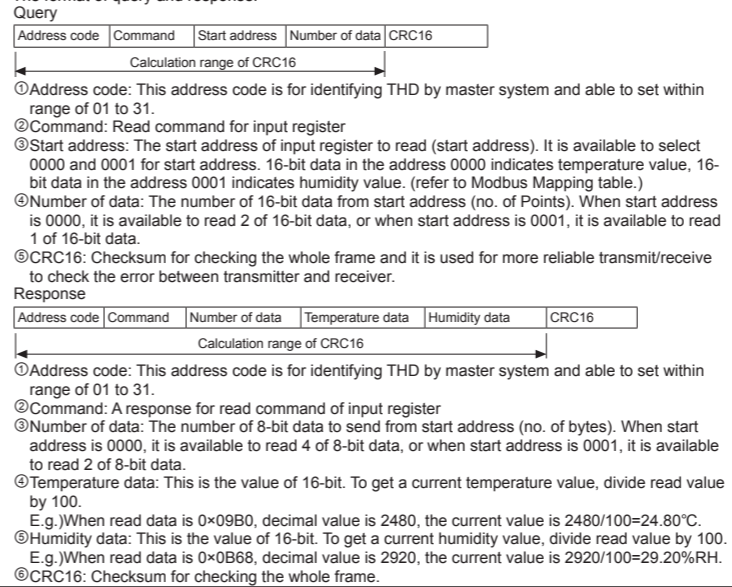 Query
Address code Command Start address Number of data CRC16
Calculation range of CRC16
①Address code: This address code is for identifying THD by master system and able to set within
range of 01 to 31.
②Command: Read command for input register
③Start address: The start address of input register to read (start address). It is available to select
0000 and 0001 for start address. 16-bit data in the address 0000 indicates temperature value, 16-
bit data in the address 0001 indicates humidity value. (refer to Modbus Mapping table.)
④Number of data: The number of 16-bit data from start address (no. of Points). When start address
is 0000, it is available to read 2 of 16-bit data, or when start address is 0001, it is available to read
1 of 16-bit data.
⑤CRC16: Checksum for checking the whole frame and it is used for more reliable transmit/receive
to check the error between transmitter and receiver.
Response
Address code Command Number of data Temperature data Humidity data CRC16
Calculation range of CRC16
①Address code: This address code is for identifying THD by master system and able to set within
range of 01 to 31.
②Command: A response for read command of input register
③Number of data: The number of 8-bit data to send from start address (no. of bytes). When start
address is 0000, it is available to read 4 of 8-bit data, or when start address is 0001, it is available
to read 2 of 8-bit data.
④Temperature data: This is the value of 16-bit. To get a current temperature value, divide read value
by 100.
E.g.)When read data is 0×09B0, decimal value is 2480, the current value is 2480/100=24.80℃.
⑤Humidity data: This is the value of 16-bit. To get a current humidity value, divide read value by 100.
E.g.)When read data is 0×0B68, decimal value is 2920, the current value is 2920/100=29.20%RH.
⑥CRC16: Checksum for checking the whole frame.